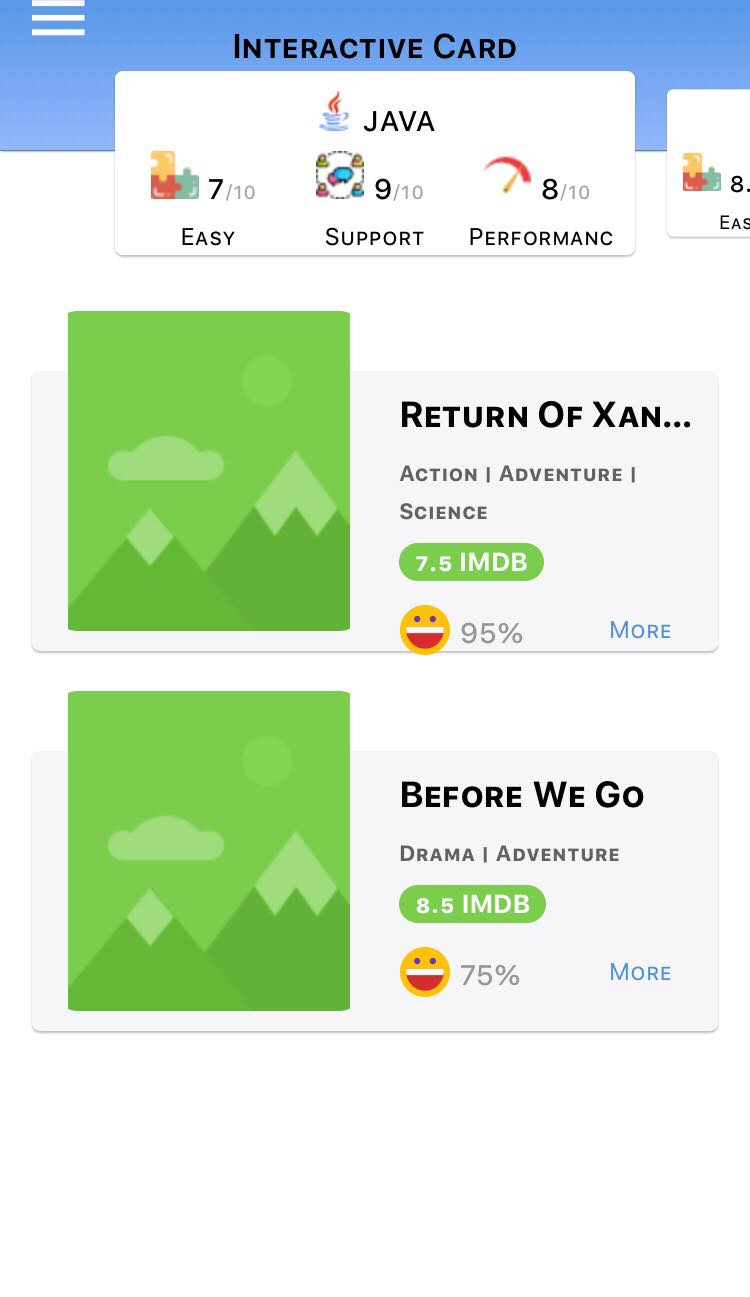 Interactive Card
JAVA
7/10
9/10
8/10
8.
Easy
Support
Performanc
Eas
Return Of Xan...
Action | Adventure |
Science
7.5 IMDB
95%
More
Before We Go
Drama | Adventure
8.5 IMDB
75%
More